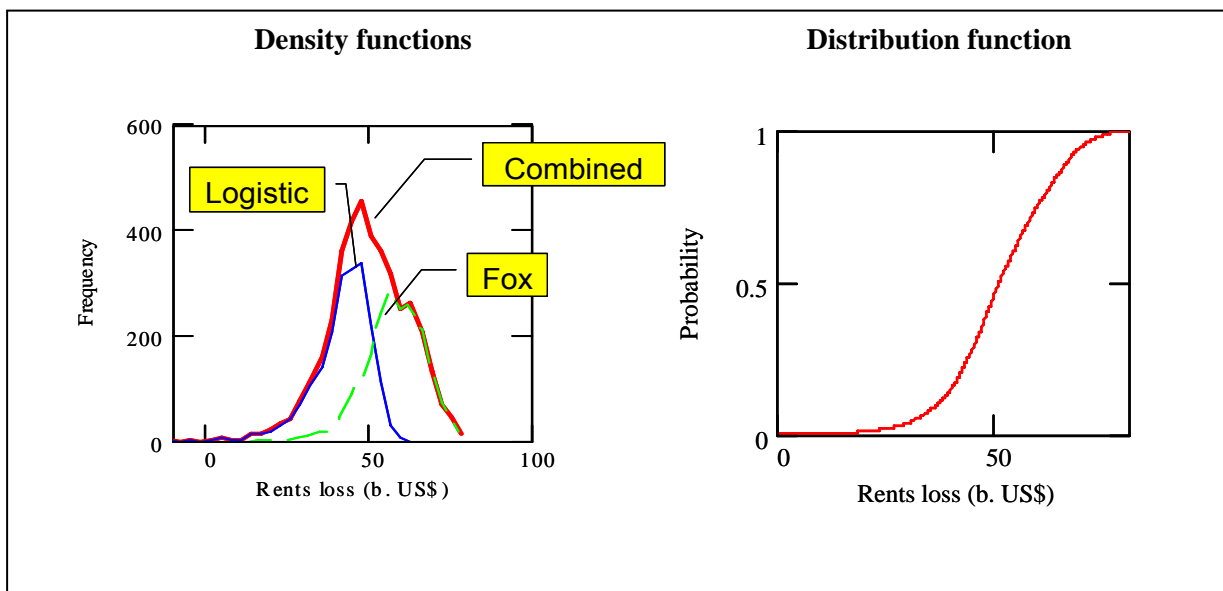 Density functions
600
400
200
0
Frequency
Logistic
Combined
Fox
0 50 100
Rents loss (b. US$)
Distribution function
1
0.5
0
Probability
0 50
Rents loss (b. US$)